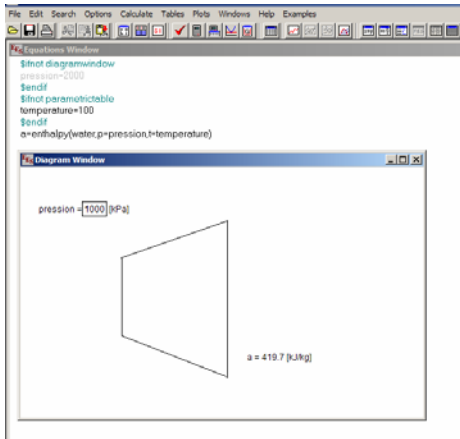 File Edit Search Options Calculate Tables Plots Windows Help Examples
Equations Window
$ifnot diagramwindow
pression=2000
$endif
$ifnot parametrictable
temperature=100
$endif
a=enthalpy(water,p=pression,t=temperature)
Diagram Window
pression = 1000 [kPa]
a = 419.7 [kJ/kg]